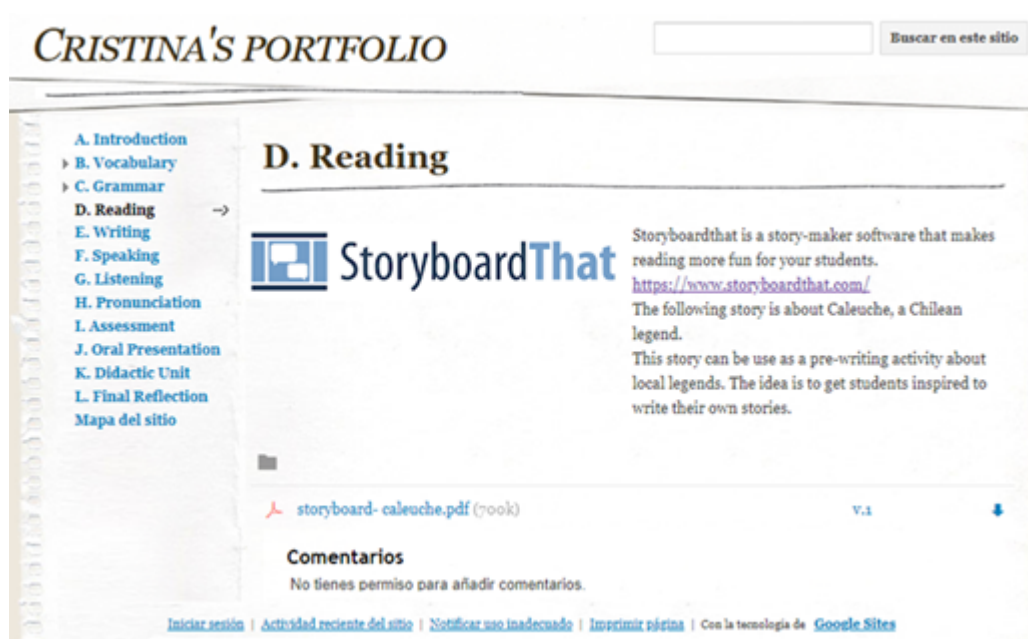 CRISTINA'S PORTFOLIO
Buscar en este sitio
A. Introduction
B. Vocabulary
C. Grammar
D. Reading
E. Writing
F. Speaking
G. Listening
H. Pronunciation
I. Assessment
J. Oral Presentation
K. Didactic Unit
L. Final Reflection
Mapa del sitio
D. Reading
StoryboardThat
Storyboardthat is a story-maker software that makes
reading more fun for your students.
https://www.storyboardthat.com/
The following story is about Caleuche, a Chilean
legend.
This story can be use as a pre-writing activity about
local legends. The idea is to get students inspired to
write their own stories.
storyboard- caleuche.pdf (700k) v.1
Comentarios
No tienes permiso para añadir comentarios.
Iniciar sesión | Actividad reciente del sitio | Notificar uso inadecuado | Imprimir página | Con la tecnología de Google Sites